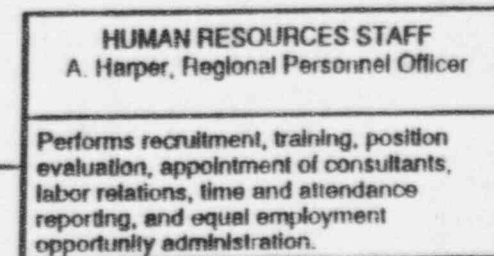 HUMAN RESOURCES STAFF
A. Harper, Regional Personnel Officer
Performs recruitment, training, position
evaluation, appointment of consultants,
labor relations, time and attendance
reporting, and equal employment
opportunity administration.